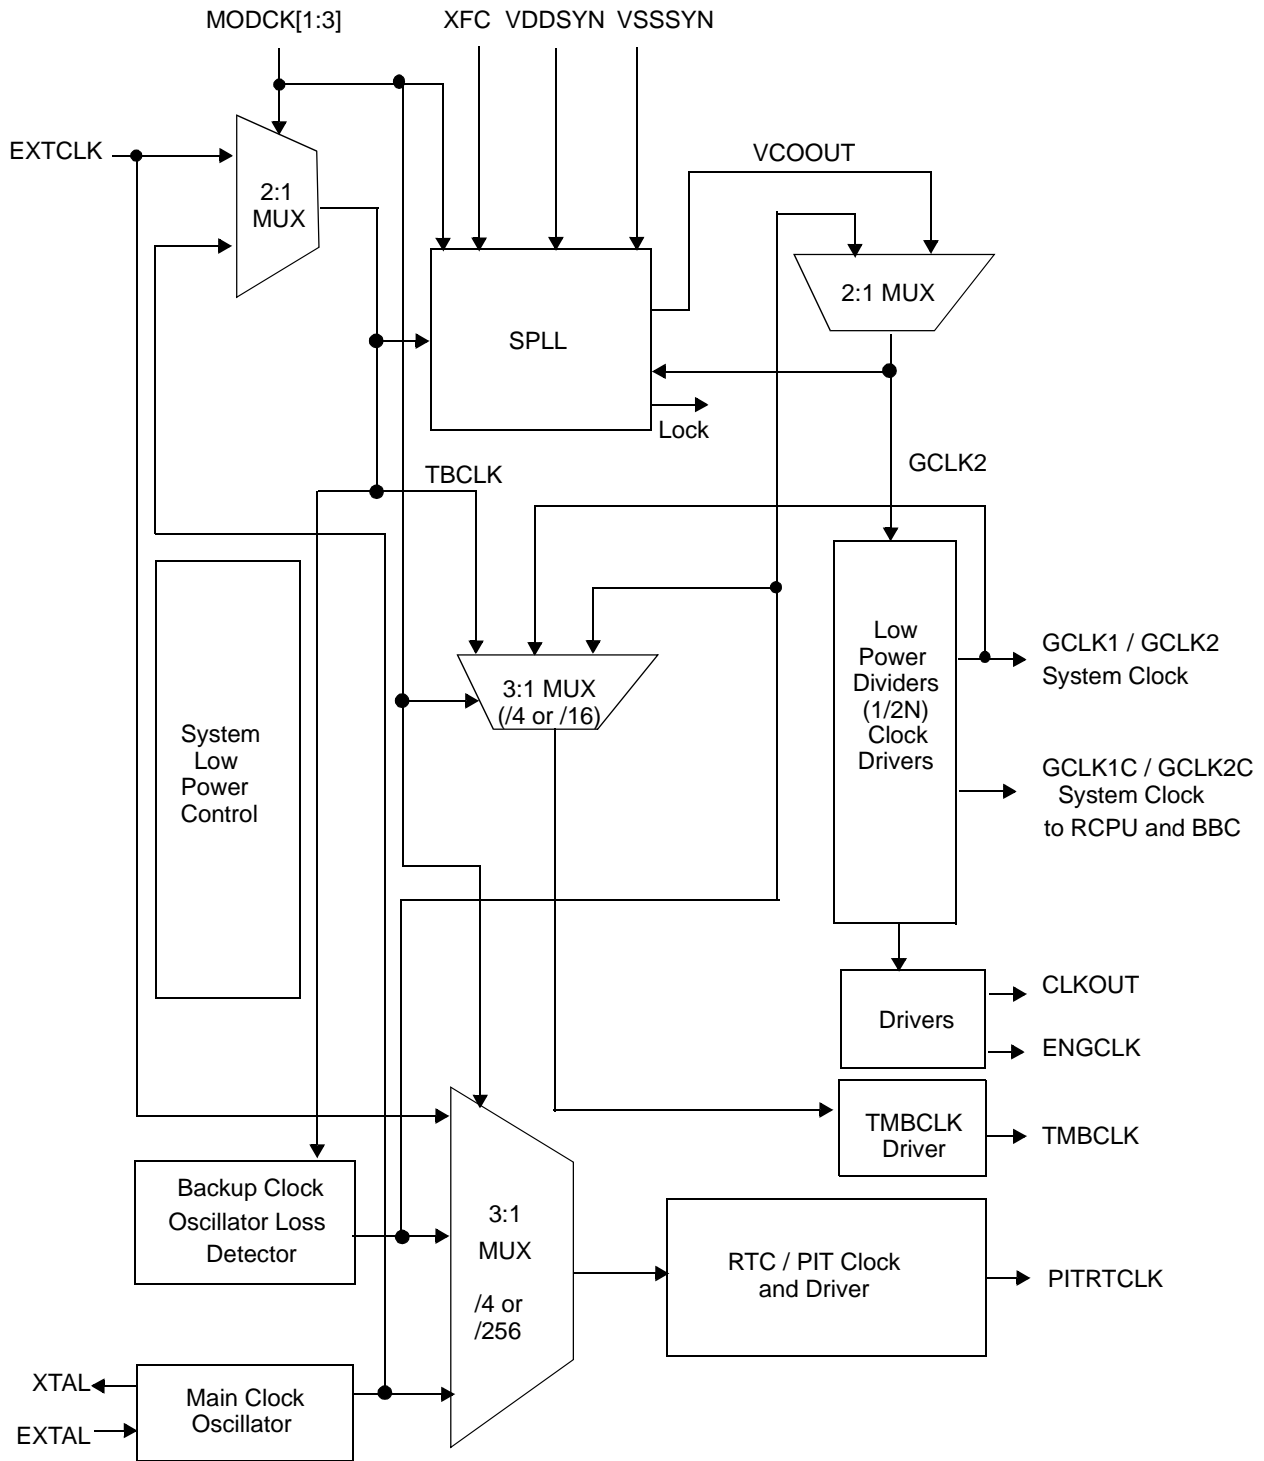 MODCK[1:3]
XFC
VDDSYN
VSSSYN
EXTCLK
2:1
MUX
VCOOUT
2:1 MUX
SPLL
Lock
GCLK2
TBCLK
System
Low
Power
Control
3:1 MUX
(/4 or /16)
Low
Power
Dividers
(1/2N)
Clock
Drivers
GCLK1 / GCLK2
System Clock
GCLK1C / GCLK2C
System Clock
to RCPU and BBC
Drivers
CLKOUT
ENGCLK
TMBCLK
Driver
TMBCLK
Backup Clock
Oscillator Loss
Detector
3:1
MUX
/4 or
/256
RTC / PIT Clock
and Driver
PITRTCLK
XTAL
EXTAL
Main Clock
Oscillator